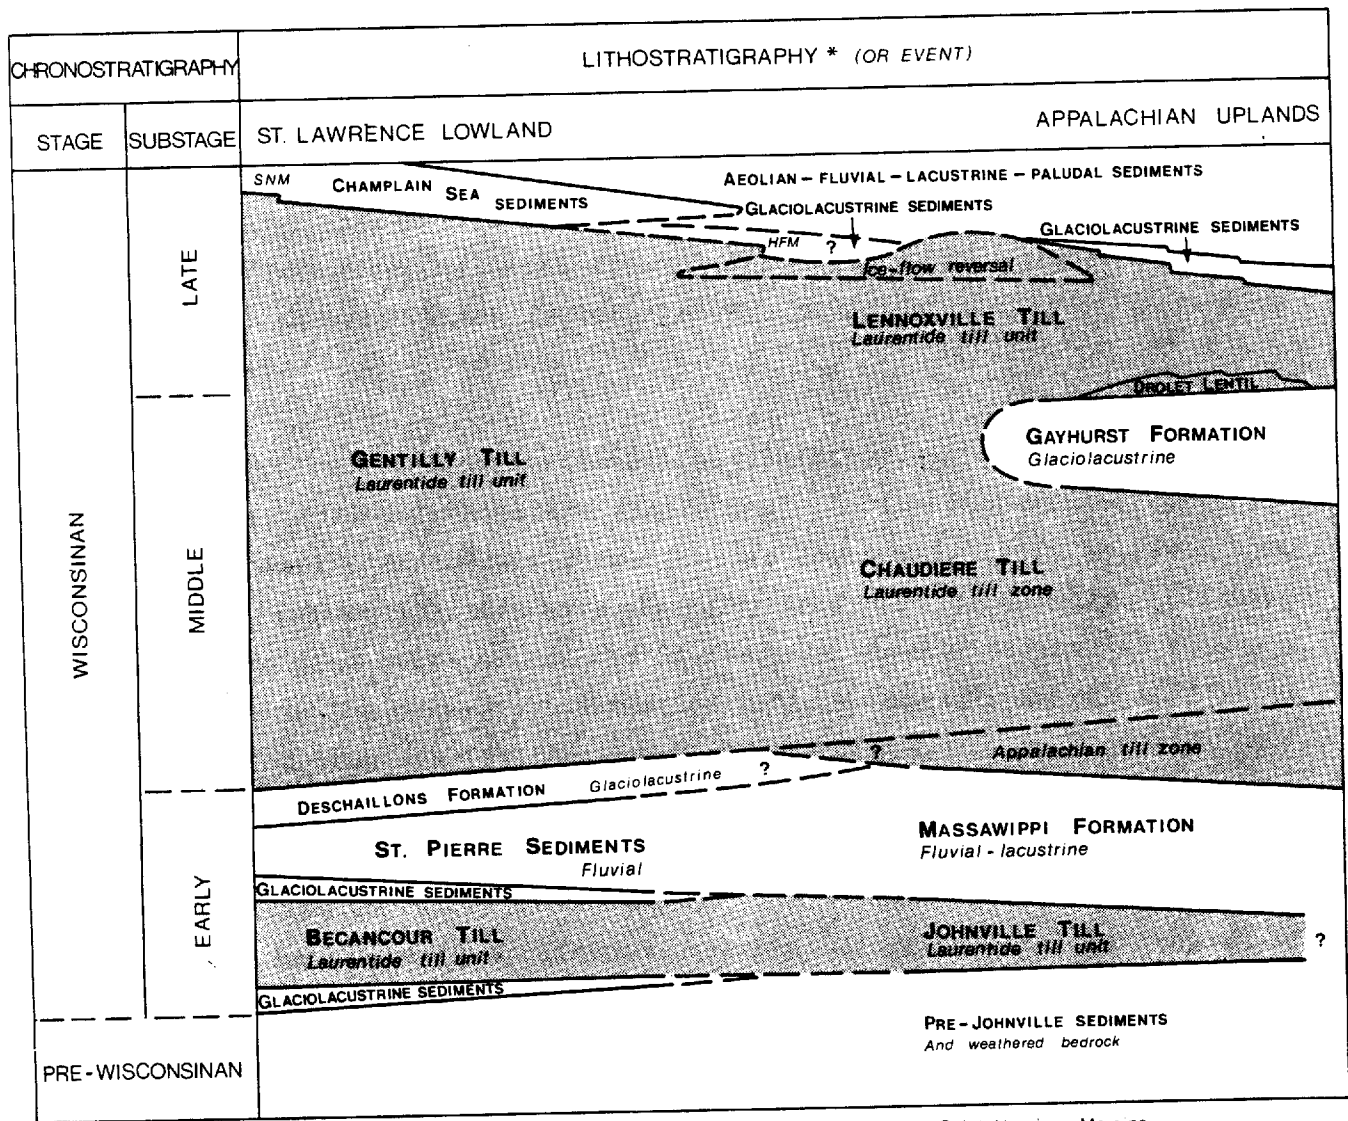 CHRONOSTRATIGRAPHY
LITHOSTRATIGRAPHY * (OR EVENT)
STAGE
SUBSTAGE
ST. LAWRENCE LOWLAND
APPALACHIAN UPLANDS
SNM
CHAMPLAIN SEA SEDIMENTS
AEOLIAN – FLUVIAL – LACUSTRINE – PALUDAL SEDIMENTS
GLACIOLACUSTRINE SEDIMENTS
GLACIOLACUSTRINE SEDIMENTS
HFM
?
Ice-flow reversal
LATE
LENNOXVILLE TILL
Laurentide till unit
DROLET LENTIL
GAYHURST FORMATION
Glaciolacustrine
GENTILLY TILL
Laurentide till unit
WISCONSINAN
MIDDLE
CHAUDIERE TILL
Laurentide till zone
?
Appalachian till zone
DESCHAILLONS FORMATION
Glaciolacustrine
?
MASSAWIPPI FORMATION
Fluvial - lacustrine
ST. PIERRE SEDIMENTS
Fluvial
EARLY
GLACIOLACUSTRINE SEDIMENTS
BECANCOUR TILL
Laurentide till unit
JOHNVILLE TILL
Laurentide till unit
?
GLACIOLACUSTRINE SEDIMENTS
PRE-JOHNVILLE SEDIMENTS
And weathered bedrock
PRE-WISCONSINAN